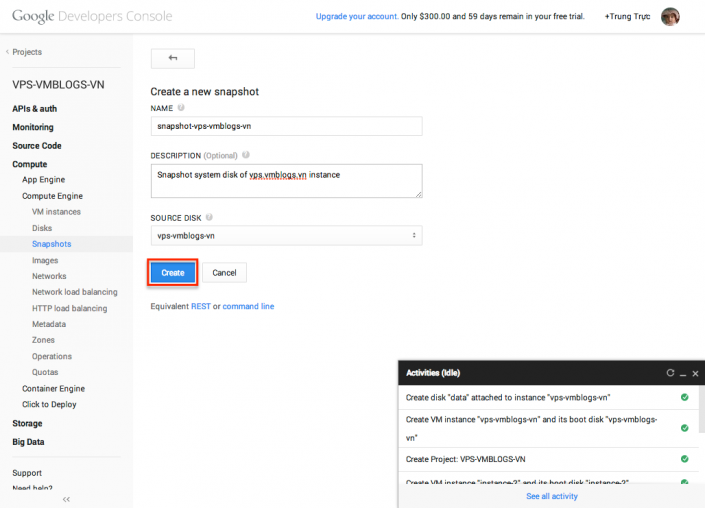 Google Developers Console
Upgrade your account. Only $300.00 and 59 days remain in your free trial.
+Trung Trực
Projects
VPS-VMBLOGS-VN
APIs & auth
Monitoring
Source Code
Compute
App Engine
Compute Engine
VM instances
Disks
Snapshots
Images
Networks
Network load balancing
HTTP load balancing
Metadata
Zones
Operations
Quotas
Container Engine
Click to Deploy
Storage
Big Data
Support
Need help?
Create a new snapshot
NAME
snapshot-vps-vmblogs-vn
DESCRIPTION (Optional)
Snapshot system disk of vps.vmblogs.vn instance
SOURCE DISK
vps-vmblogs-vn
Create
Cancel
Equivalent REST or command line
Activities (Idle)
Create disk "data" attached to instance "vps-vmblogs-vn"
Create VM instance "vps-vmblogs-vn" and its boot disk "vps-vmblogs-
vn"
Create Project: VPS-VMBLOGS-VN
Create VM instance "instance-2" and its boot disk "instance-2"
See all activity